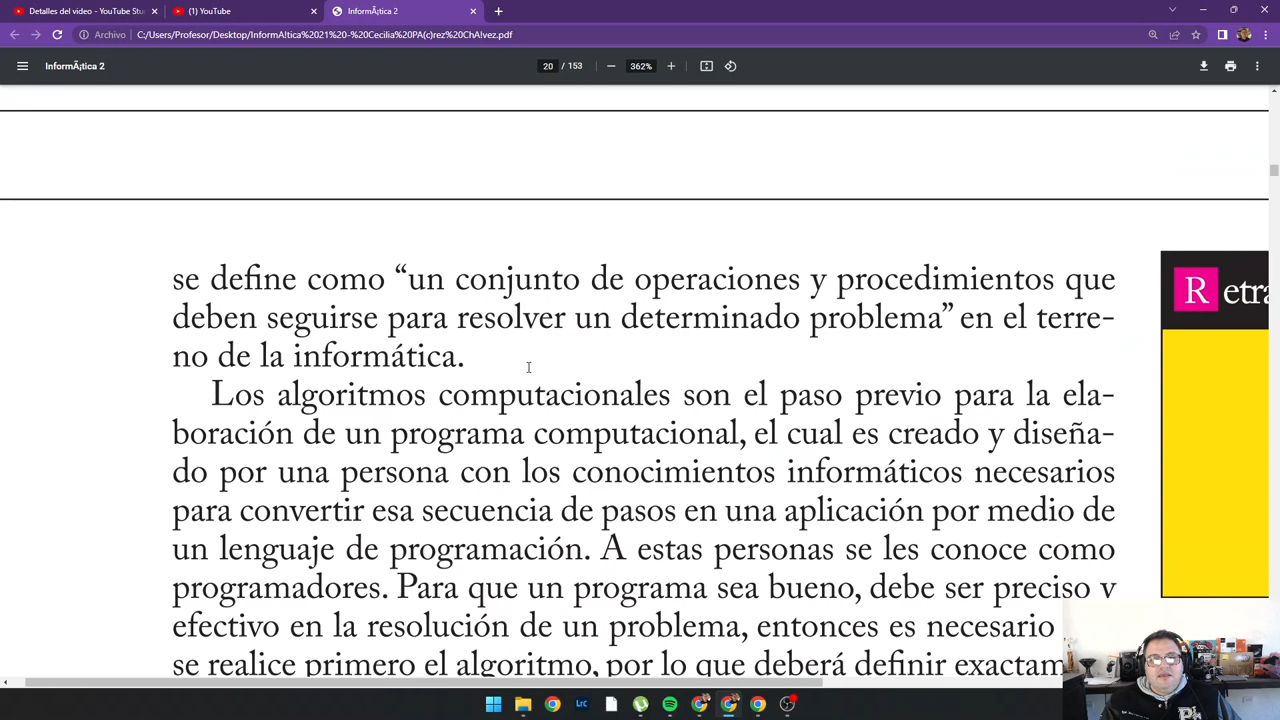 Detalles del video - YouTube Stu
(1) YouTube
InformÃ¡tica 2
Archivo
C:/Users/Profesor/Desktop/InformA!tica%2021%20-%20Cecilia%20PA(c)rez%20ChA!vez.pdf
InformÃ¡tica 2
20 / 153
362%
se define como “un conjunto de operaciones y procedimientos que
deben seguirse para resolver un determinado problema” en el terre-
no de la informática.
Los algoritmos computacionales son el paso previo para la ela-
boración de un programa computacional, el cual es creado y diseña-
do por una persona con los conocimientos informáticos necesarios
para convertir esa secuencia de pasos en una aplicación por medio de
un lenguaje de programación. A estas personas se les conoce como
programadores. Para que un programa sea bueno, debe ser preciso y
efectivo en la resolución de un problema, entonces es necesario
se realice primero el algoritmo, por lo que deberá definir exactam
Retra
Lrc